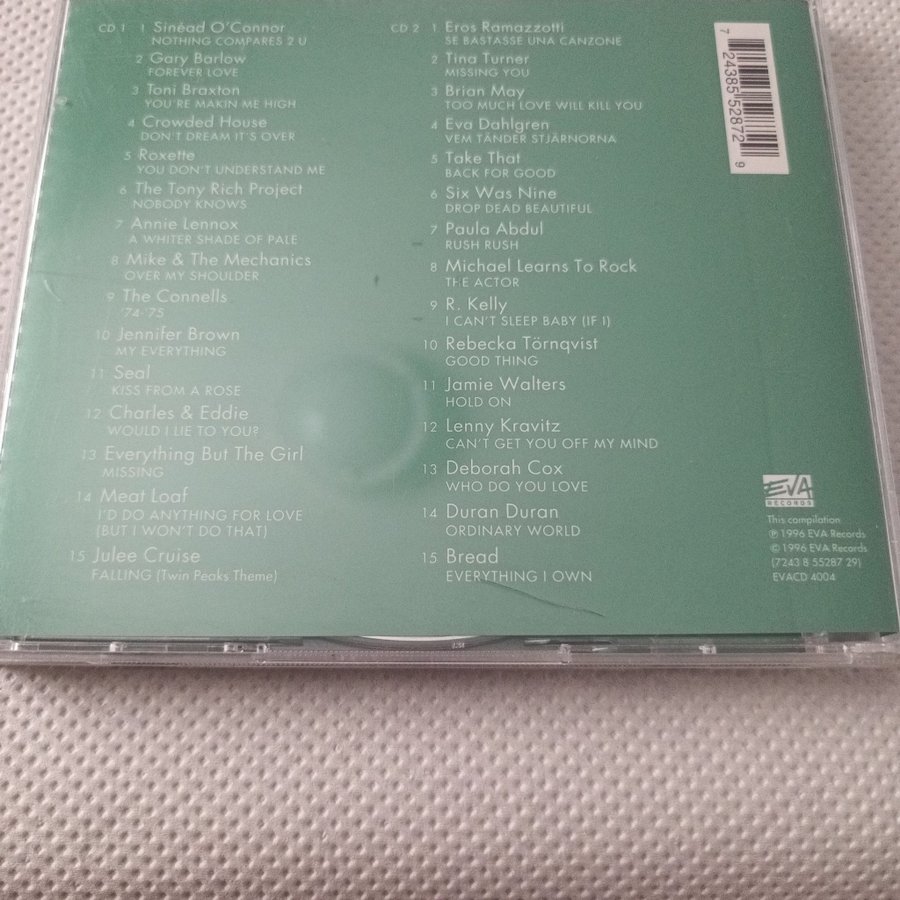 CD 1 1 Sinéad O'Connor
NOTHING COMPARES 2 U
2 Gary Barlow
FOREVER LOVE
3 Toni Braxton
YOU'RE MAKIN ME HIGH
4 Crowded House
DON'T DREAM IT'S OVER
5 Roxette
YOU DON'T UNDERSTAND ME
6 The Tony Rich Project
NOBODY KNOWS
7 Annie Lennox
A WHITER SHADE OF PALE
8 Mike & The Mechanics
OVER MY SHOULDER
9 The Connells
'74-'75
10 Jennifer Brown
MY EVERYTHING
11 Seal
KISS FROM A ROSE
12 Charles & Eddie
WOULD I LIE TO YOU?
13 Everything But The Girl
MISSING
14 Meat Loaf
I'D DO ANYTHING FOR LOVE
(BUT I WON'T DO THAT)
15 Julee Cruise
FALLING (Twin Peaks Theme)
CD 2 1 Eros Ramazzotti
SE BASTASSE UNA CANZONE
2 Tina Turner
MISSING YOU
3 Brian May
TOO MUCH LOVE WILL KILL YOU
4 Eva Dahlgren
VEM TÄNDER STJÄRNORNA
5 Take That
BACK FOR GOOD
6 Six Was Nine
DROP DEAD BEAUTIFUL
7 Paula Abdul
RUSH RUSH
8 Michael Learns To Rock
THE ACTOR
9 R. Kelly
I CAN'T SLEEP BABY (IF I)
10 Rebecka Törnqvist
GOOD THING
11 Jamie Walters
HOLD ON
12 Lenny Kravitz
CAN'T GET YOU OFF MY MIND
13 Deborah Cox
WHO DO YOU LOVE
14 Duran Duran
ORDINARY WORLD
15 Bread
EVERYTHING I OWN
7 24385 52872 9
EVA
RECORDS
This compilation
℗ 1996 EVA Records
© 1996 EVA Records
(7243 8 55287 29)
EVACD 4004